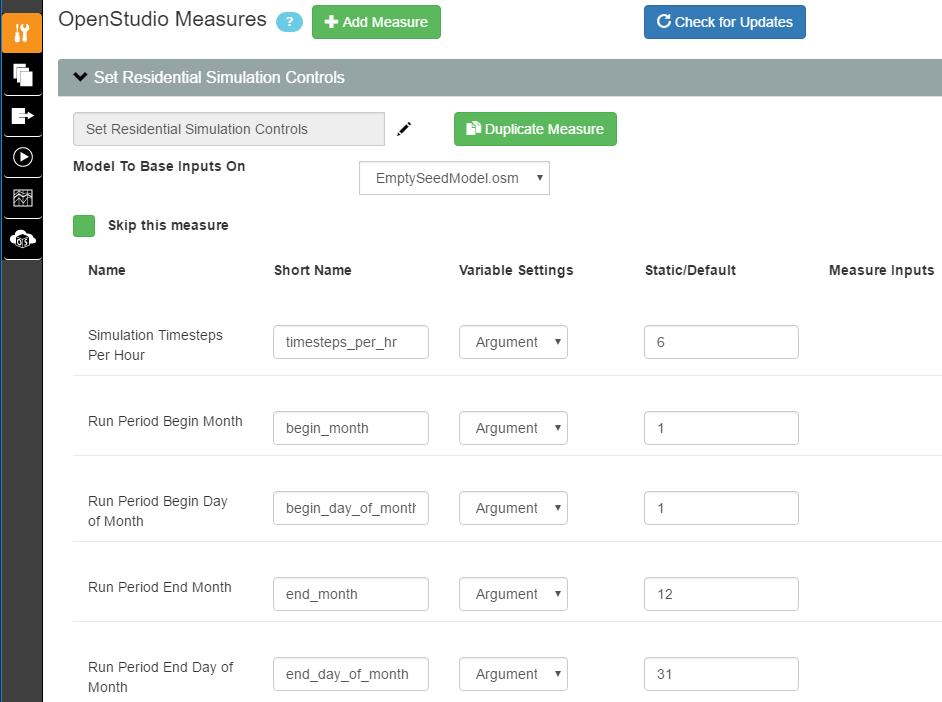 OpenStudio Measures ? Add Measure Check for Updates
Set Residential Simulation Controls
Set Residential Simulation Controls Duplicate Measure
Model To Base Inputs On EmptySeedModel.osm
Skip this measure
Name Short Name Variable Settings Static/Default Measure Inputs
Simulation Timesteps
Per Hour
timesteps_per_hr Argument 6
Run Period Begin Month begin_month Argument 1
Run Period Begin Day
of Month
begin_day_of_month Argument 1
Run Period End Month end_month Argument 12
Run Period End Day of
Month
end_day_of_month Argument 31